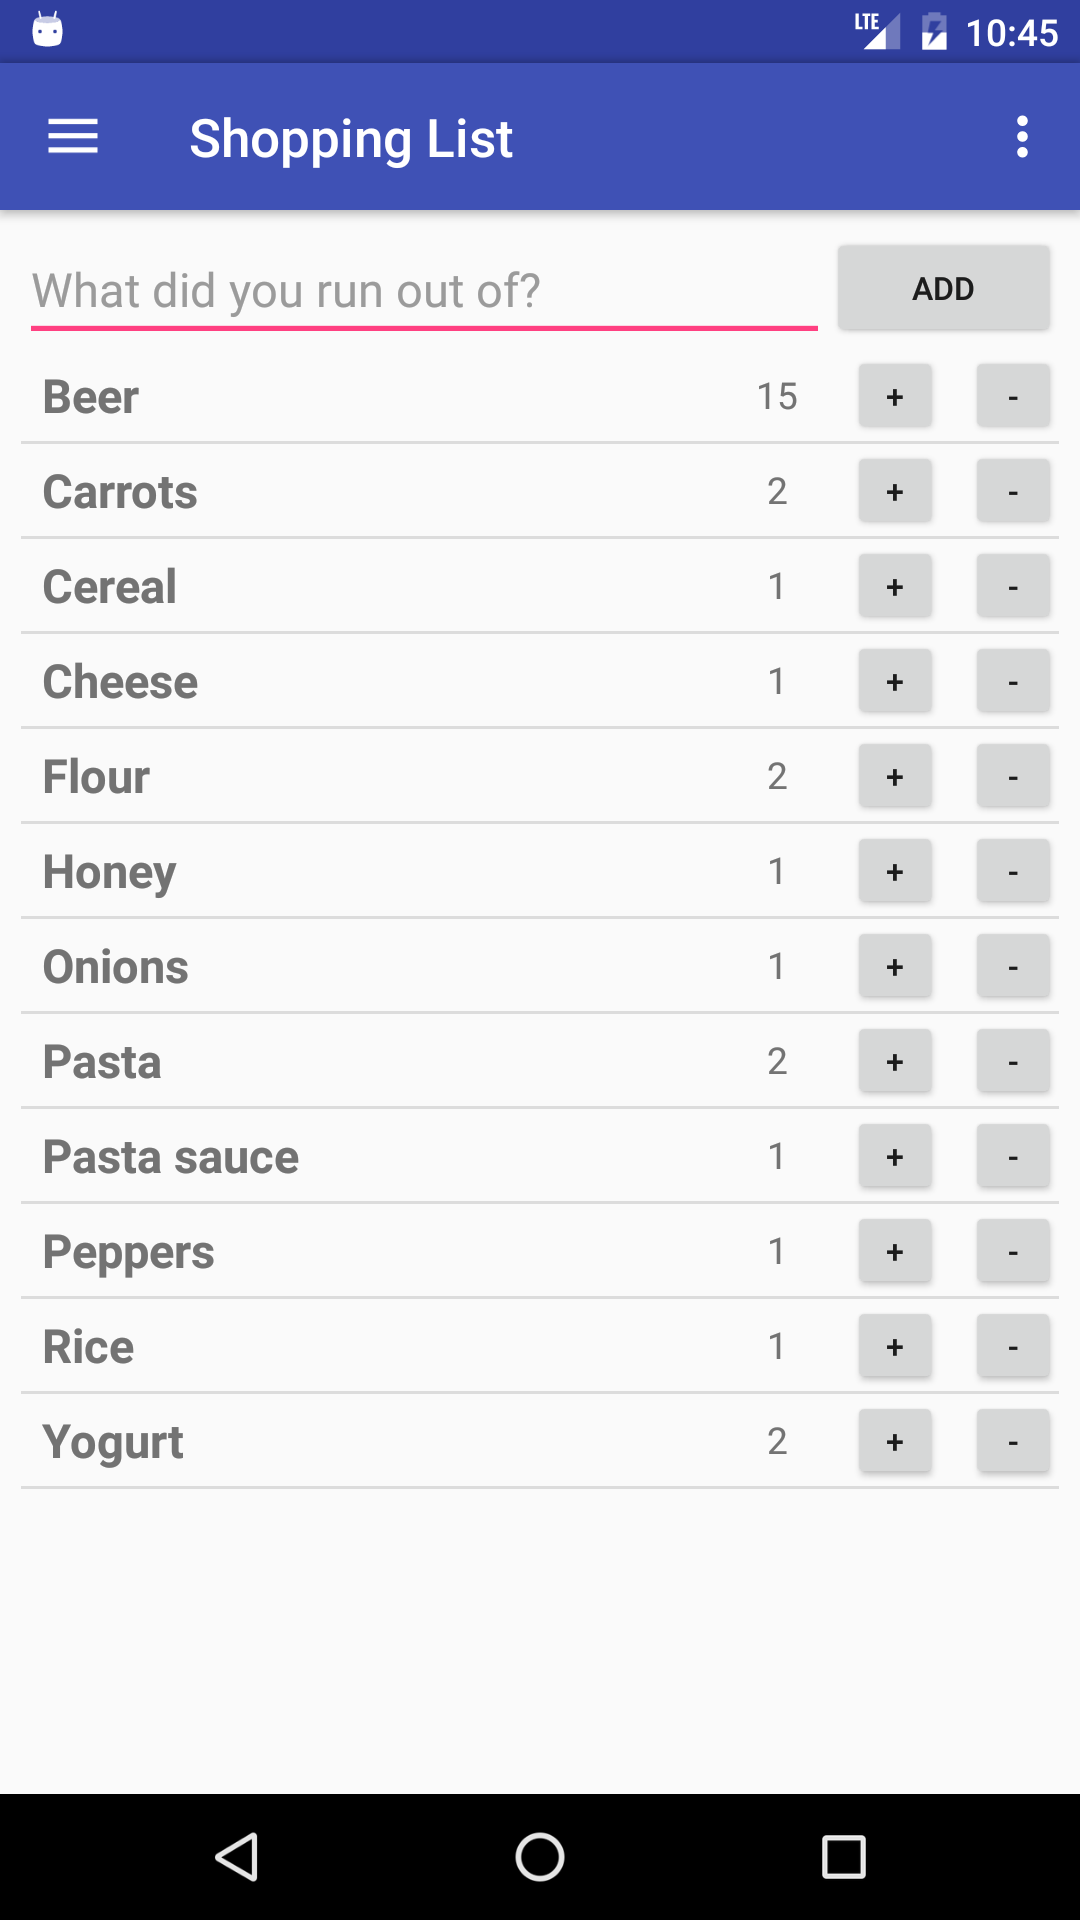 LTE 10:45
Shopping List
What did you run out of? ADD
Beer 15 + -
Carrots 2 + -
Cereal 1 + -
Cheese 1 + -
Flour 2 + -
Honey 1 + -
Onions 1 + -
Pasta 2 + -
Pasta sauce 1 + -
Peppers 1 + -
Rice 1 + -
Yogurt 2 + -